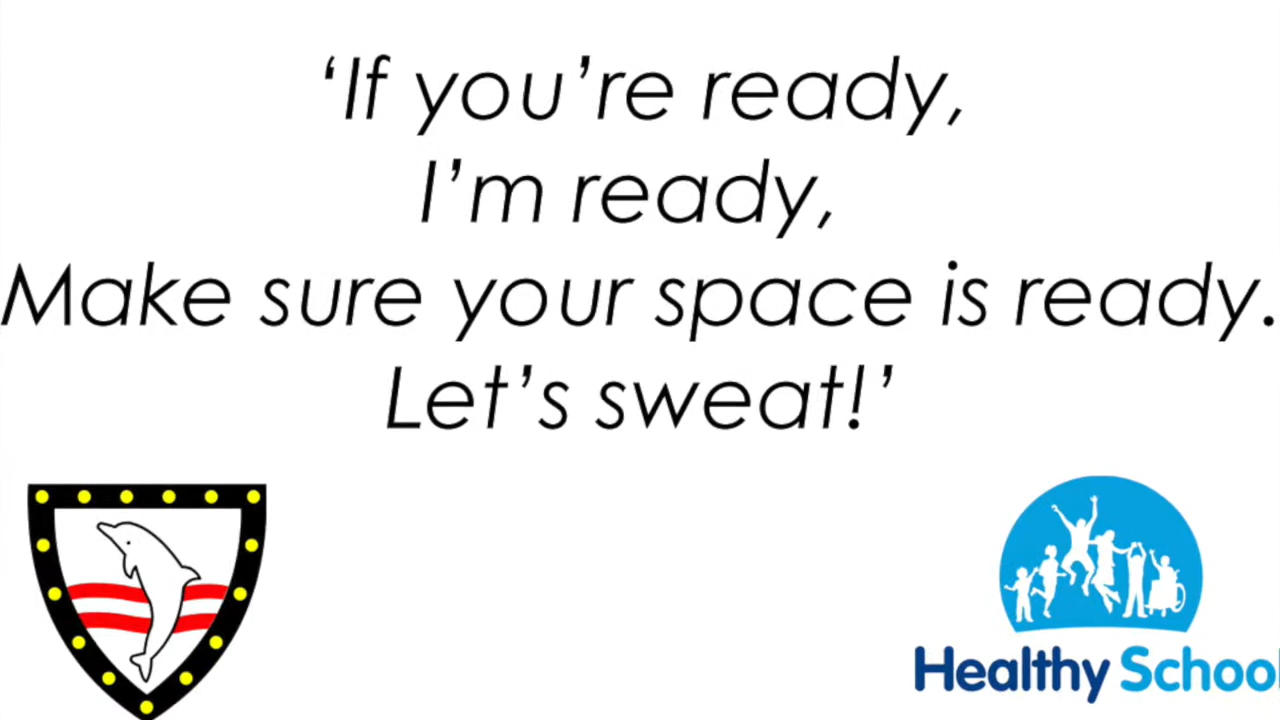 ‘If you’re ready,
I’m ready,
Make sure your space is ready.
Let’s sweat!’
Healthy School